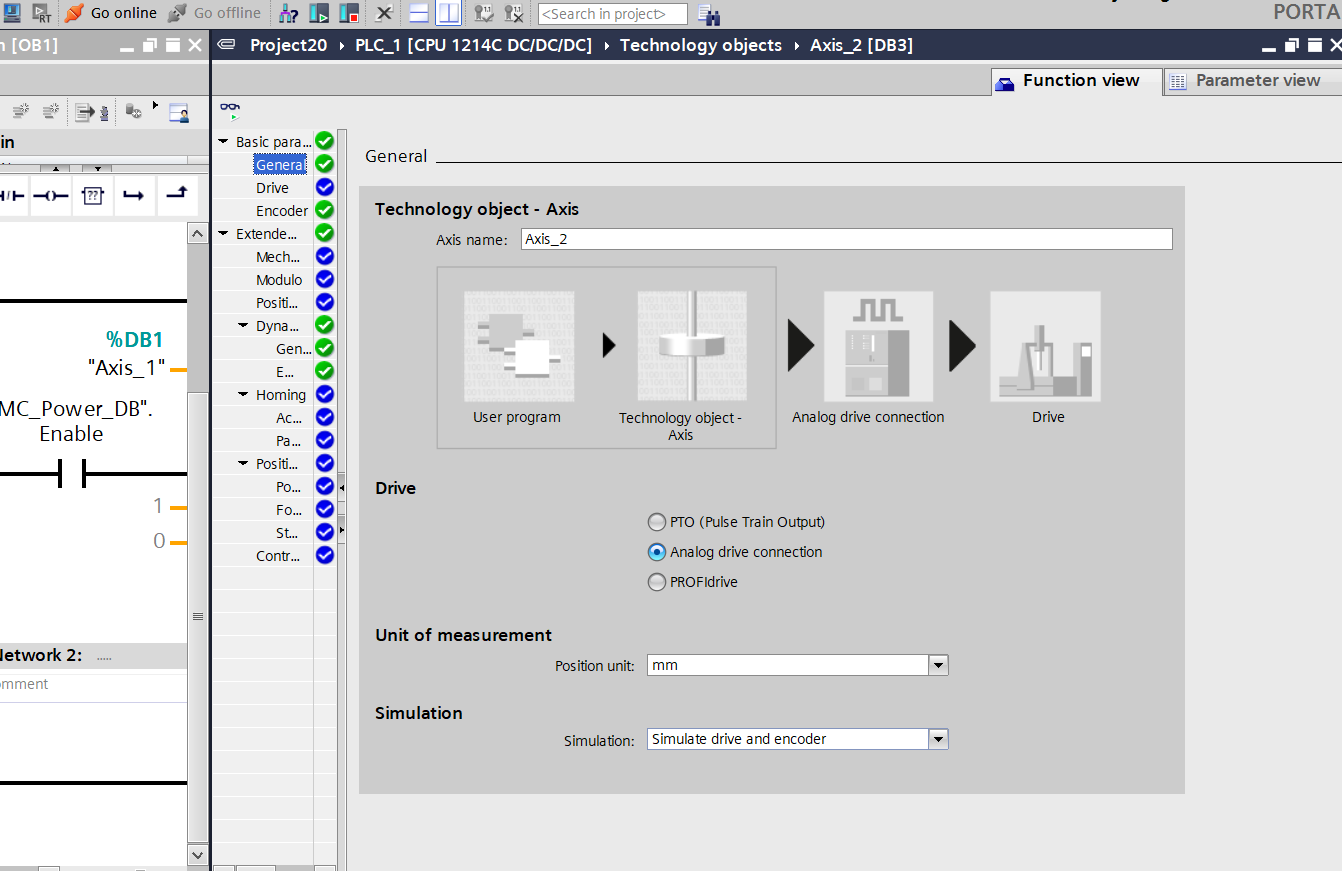 RT
Go online
Go offline
<Search in project>
PORTA
[OB1]
Project20 ▸ PLC_1 [CPU 1214C DC/DC/DC] ▸ Technology objects ▸ Axis_2 [DB3]
Function view
Parameter view
in
??
%DB1
"Axis_1"
MC_Power_DB".
Enable
1
0
Network 2: .....
omment
Basic para...
General
Drive
Encoder
Extende...
Mech...
Modulo
Positi...
Dyna...
Gen...
E...
Homing
Ac...
Pa...
Positi...
Po...
Fo...
St...
Contr...
General
Technology object - Axis
Axis name: Axis_2
User program
Technology object -
Axis
Analog drive connection
Drive
Drive
PTO (Pulse Train Output)
Analog drive connection
PROFIdrive
Unit of measurement
Position unit: mm
Simulation
Simulation: Simulate drive and encoder